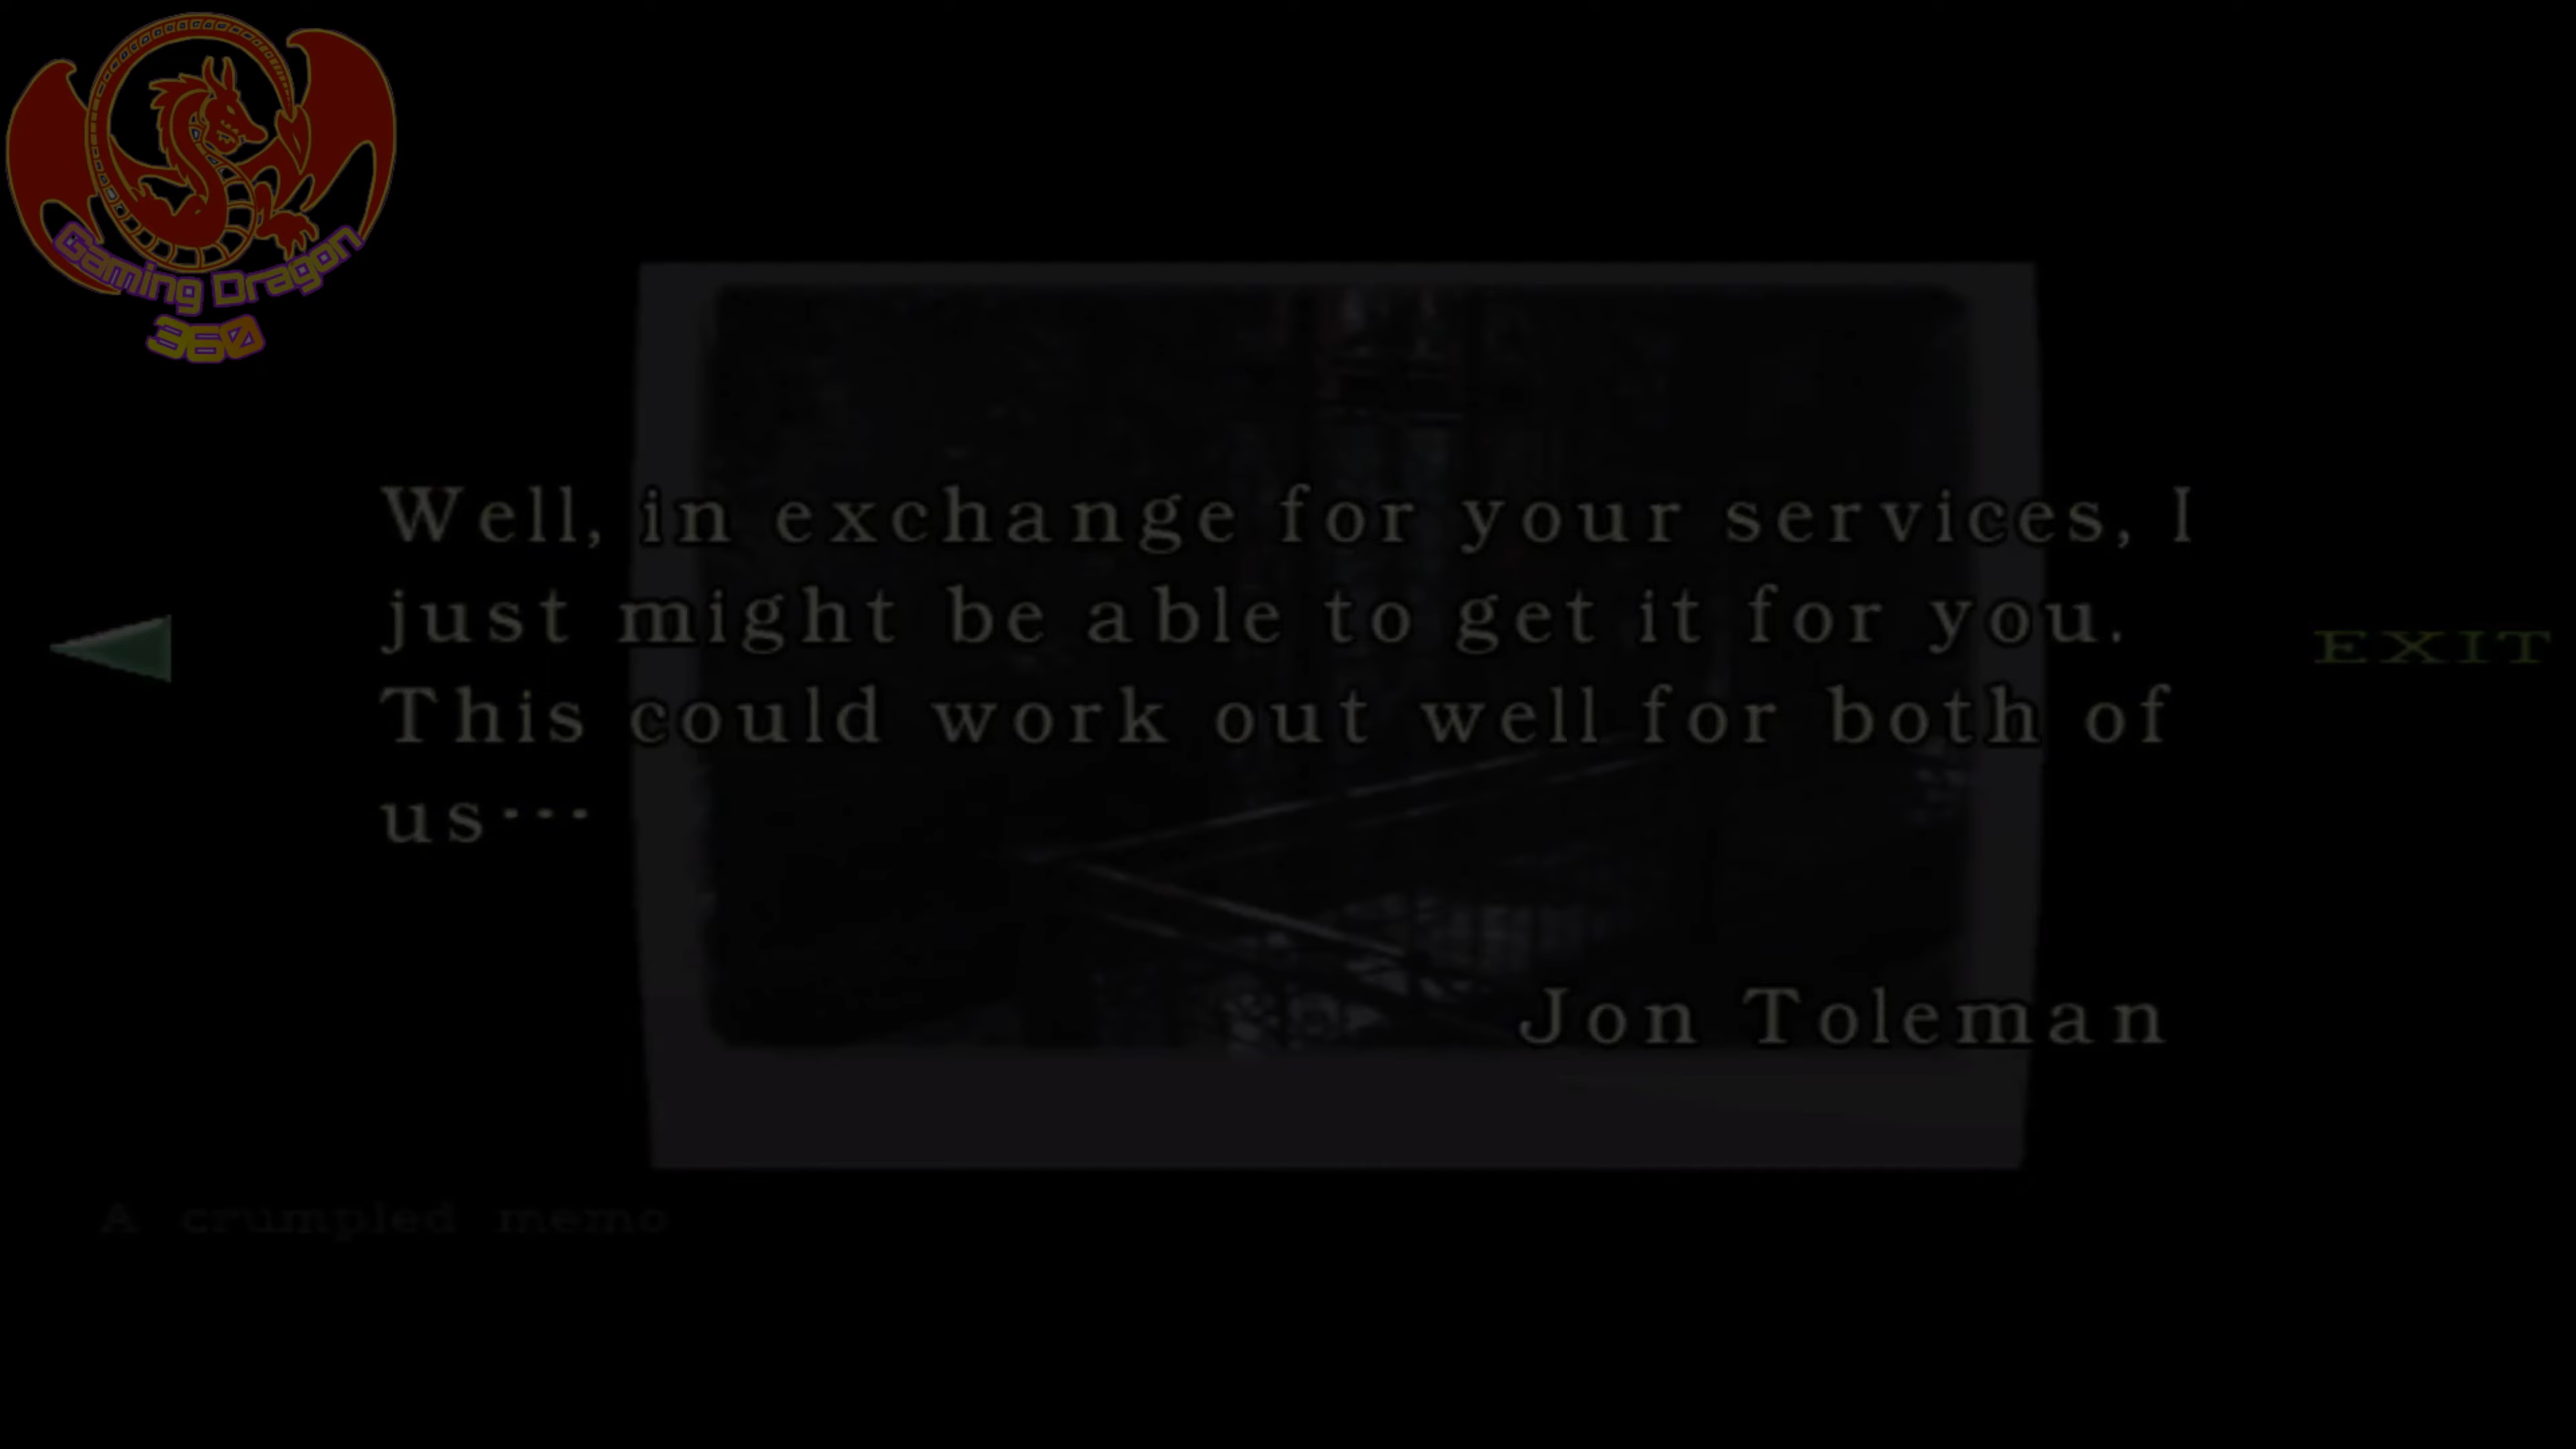 Gaming Dragon
360
Well, in exchange for your services, I
just might be able to get it for you.
This could work out well for both of
us···
EXIT
Jon Toleman
A crumpled memo